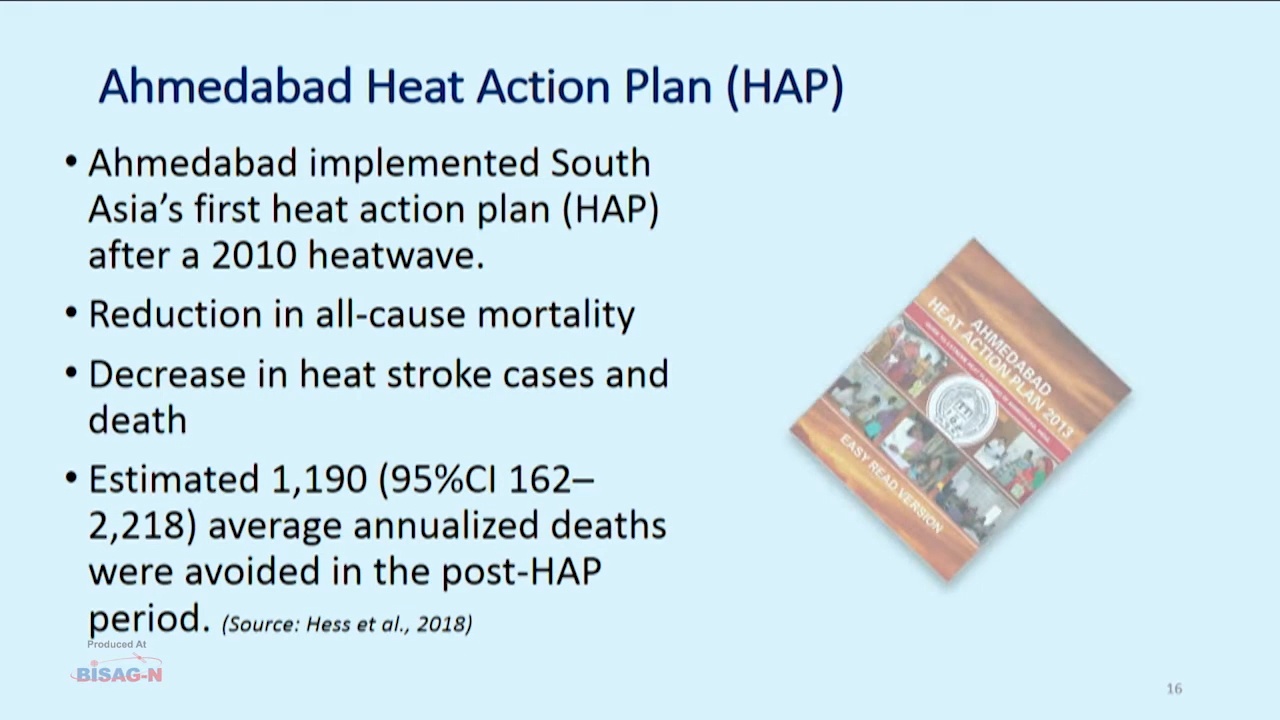 Ahmedabad Heat Action Plan (HAP)
• Ahmedabad implemented South
Asia's first heat action plan (HAP)
after a 2010 heatwave.
• Reduction in all-cause mortality
• Decrease in heat stroke cases and
death
• Estimated 1,190 (95%CI 162–
2,218) average annualized deaths
were avoided in the post-HAP
period. (Source: Hess et al., 2018)
AHMEDABAD
HEAT ACTION PLAN 2013
EASY READ VERSION
Produced At
BISAG-N
16